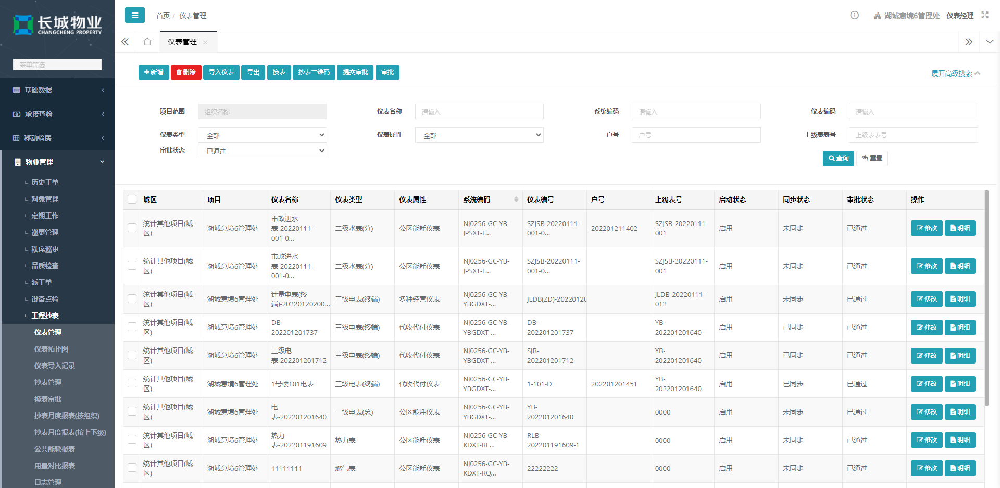 长城物业
CHANGCHENG PROPERTY
菜单筛选
基础数据
承接查验
移动验房
物业管理
历史工单
对象管理
定期工作
巡更管理
秩序巡更
品质检查
派工单
设备点检
工程抄表
仪表管理
仪表拓扑图
仪表导入记录
抄表管理
换表审批
抄表月度报表(按组织)
抄表月度报表(按上下级)
公共能耗报表
用量对比报表
日志管理
首页 / 仪表管理
湖城意境6管理处 仪表经理
仪表管理
新增 删除 导入仪表 导出 换表 抄表二维码 提交审批 审批
展开高级搜索
项目范围 组织名称 仪表名称 请输入 系统编码 请输入 仪表编码 请输入
仪表类型 全部 仪表属性 全部 户号 户号 上级表表号 上级表表号
审批状态 已通过
查询 重置
城区 项目 仪表名称 仪表类型 仪表属性 系统编码 仪表编号 户号 上级表号 启动状态 同步状态 审批状态 操作
统计其他项目(城区) 湖城意境6管理处 市政进水表-20220111-001-0... 二级水表(分) 公区能耗仪表 NJ0256-GC-YB-JPSXT-F... SZJSB-20220111-001-0... 202201211402 SZJSB-20220111-001 启用 未同步 已通过 修改 明细
统计其他项目(城区) 湖城意境6管理处 市政进水表-20220111-001-0... 二级水表(分) 公区能耗仪表 NJ0256-GC-YB-JPSXT-F... SZJSB-20220111-001-0... SZJSB-20220111-001 启用 未同步 已通过 修改 明细
统计其他项目(城区) 湖城意境6管理处 计量电表(终端)-20220120200... 三级电表(终端) 多种经营仪表 NJ0256-GC-YB-YBGDXT-... JLDB(ZD)-20220120 JLDB-20220111-012 启用 未同步 已通过 修改 明细
统计其他项目(城区) 湖城意境6管理处 DB-202201201737 三级电表(终端) 代收代付仪表 NJ0256-GC-YB-YBGDXT-... DB-202201201737 YB-202201201640 启用 已同步 已通过 修改 明细
统计其他项目(城区) 湖城意境6管理处 三级电表-202201201712 三级电表(终端) 代收代付仪表 NJ0256-GC-YB-YBGDXT-... SJB-202201201712 YB-202201201640 启用 已同步 已通过 修改 明细
统计其他项目(城区) 湖城意境6管理处 1号楼101电表 三级电表(终端) 代收代付仪表 NJ0256-GC-YB-YBGDXT-... 1-101-D 202201201451 YB-202201201640 启用 已同步 已通过 修改 明细
统计其他项目(城区) 湖城意境6管理处 电表-202201201640 一级电表(总) 公区能耗仪表 NJ0256-GC-YB-YBGDXT-... YB-202201201640 0000 启用 未同步 已通过 修改 明细
统计其他项目(城区) 湖城意境6管理处 热力表-202201191609 热力表 公区能耗仪表 NJ0256-GC-YB-KDXT-RL... RLB-202201191609-1 0000 启用 未同步 已通过 修改 明细
统计其他项目(城区) 湖城意境6管理处 11111111 燃气表 公区能耗仪表 NJ0256-GC-YB-KDXT-RQ... 22222222 0000 启用 未同步 已通过 修改 明细